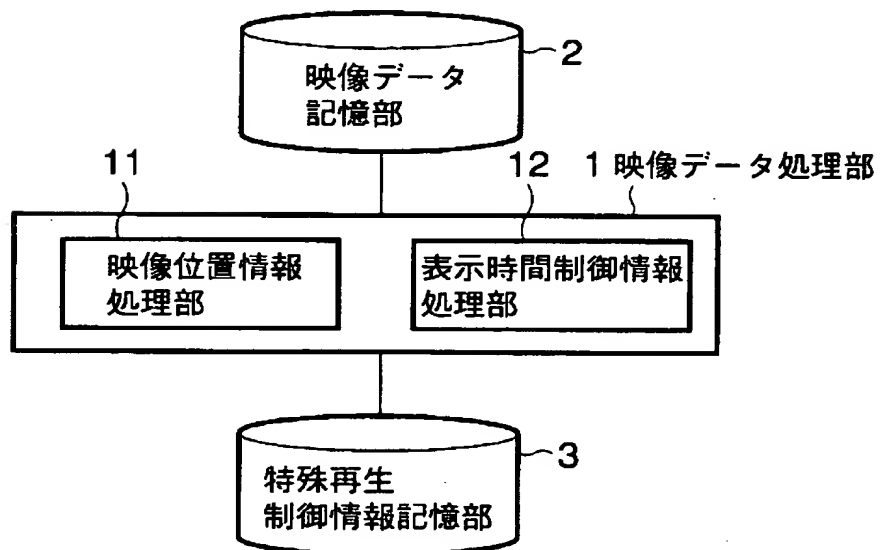 映像データ
記憶部
2
11
12
1 映像データ処理部
映像位置情報
処理部
表示時間制御情報
処理部
特殊再生
制御情報記憶部
3